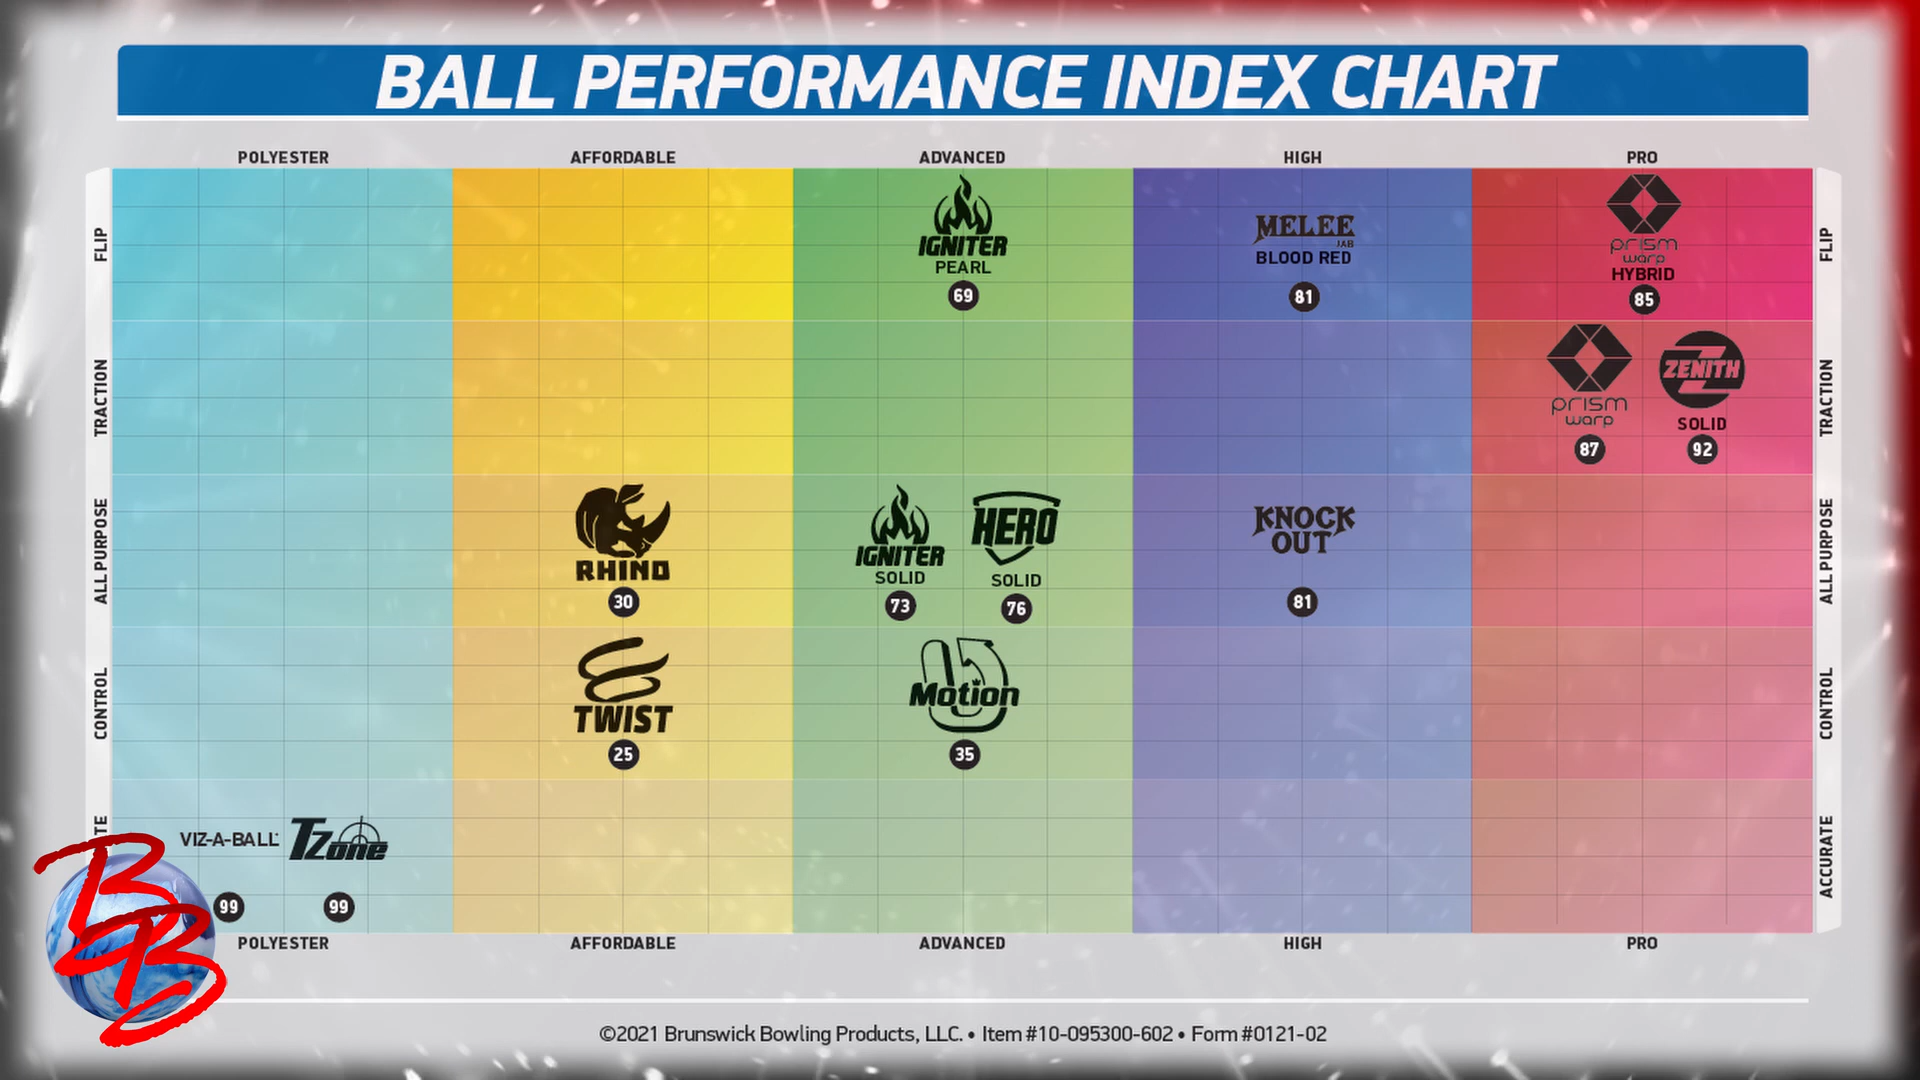 BALL PERFORMANCE INDEX CHART
POLYESTER
AFFORDABLE
ADVANCED
HIGH
PRO
FLIP
IGNITER
PEARL
69
MELEE
JAB
BLOOD RED
81
prism
warp
HYBRID
85
FLIP
TRACTION
prism
warp
87
ZENITH
SOLID
92
TRACTION
ALL PURPOSE
RHINO
30
IGNITER
SOLID
73
HERO
SOLID
76
KNOCK
OUT
81
ALL PURPOSE
CONTROL
TWIST
25
U
Motion
35
CONTROL
TE
VIZ-A-BALL
99
TZone
99
ACCURATE
BB
POLYESTER
AFFORDABLE
ADVANCED
HIGH
PRO
©2021 Brunswick Bowling Products, LLC. • Item #10-095300-602 • Form #0121-02